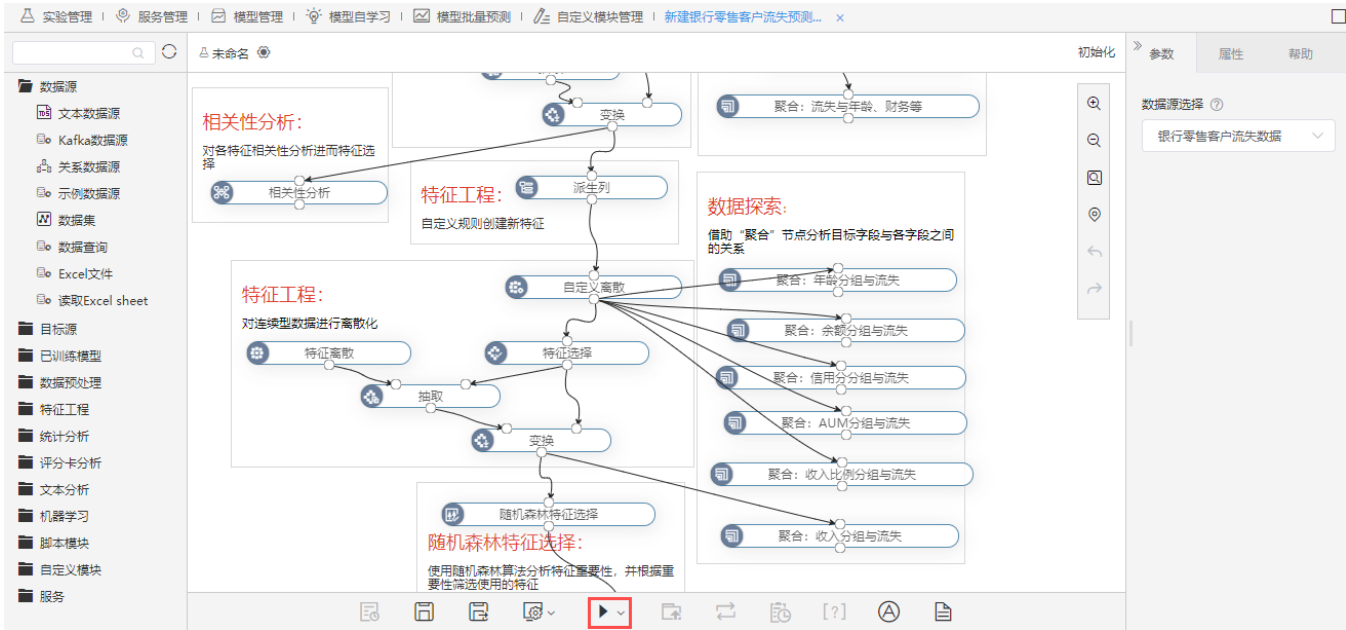 实验管理 服务管理 模型管理 模型自学习 模型批量预测 自定义模块管理 新建银行零售客户流失预测... ×
未命名
初始化
参数 属性 帮助
数据源
文本数据源
Kafka数据源
关系数据源
示例数据源
数据集
数据查询
Excel文件
读取Excel sheet
目标源
已训练模型
数据预处理
特征工程
统计分析
评分卡分析
文本分析
机器学习
脚本模块
自定义模块
服务
变换
聚合：流失与年龄、财务等
相关性分析：
对各特征相关性分析进而特征选
择
相关性分析
特征工程：
派生列
自定义规则创建新特征
数据探索：
借助“聚合”节点分析目标字段与各字段之间
的关系
聚合：年龄分组与流失
聚合：余额分组与流失
聚合：信用分分组与流失
聚合：AUM分组与流失
聚合：收入比例分组与流失
聚合：收入分组与流失
特征工程：
自定义离散
对连续型数据进行离散化
特征离散
特征选择
抽取
变换
随机森林特征选择
随机森林特征选择：
使用随机森林算法分析特征重要性，并根据重
要性筛选使用的特征
数据源选择
银行零售客户流失数据